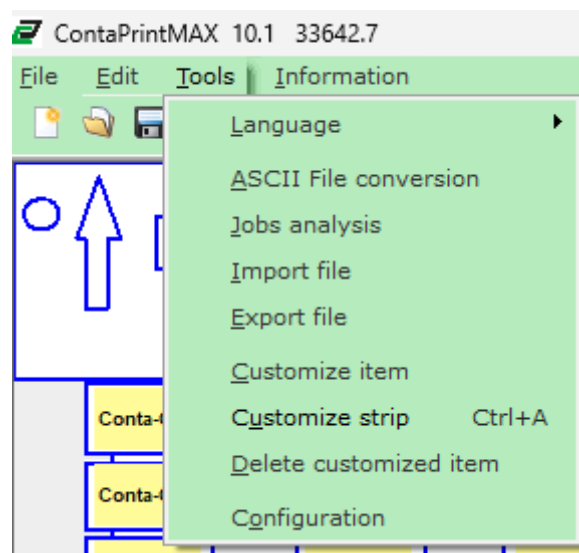 ContaPrintMAX 10.1 33642.7
File Edit Tools Information
Language
ASCII File conversion
Jobs analysis
Import file
Export file
Customize item
Customize strip Ctrl+A
Delete customized item
Configuration
Conta-
Conta-